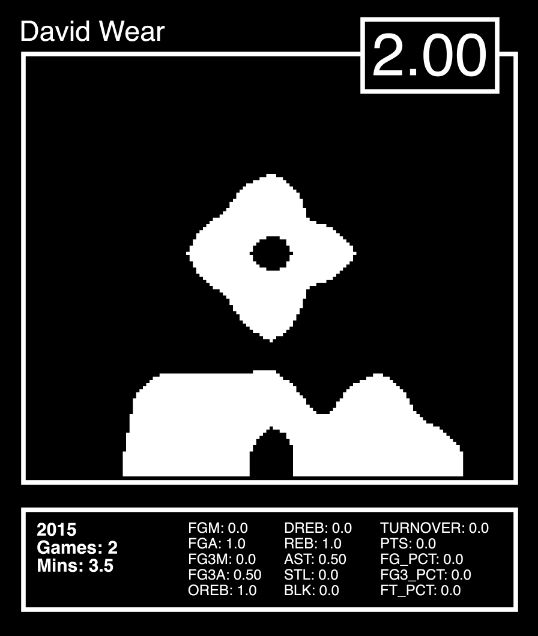 David Wear
2.00
2015
Games: 2
Mins: 3.5
FGM: 0.0
FGA: 1.0
FG3M: 0.0
FG3A: 0.50
OREB: 1.0
DREB: 0.0
REB: 1.0
AST: 0.50
STL: 0.0
BLK: 0.0
TURNOVER: 0.0
PTS: 0.0
FG_PCT: 0.0
FG3_PCT: 0.0
FT_PCT: 0.0